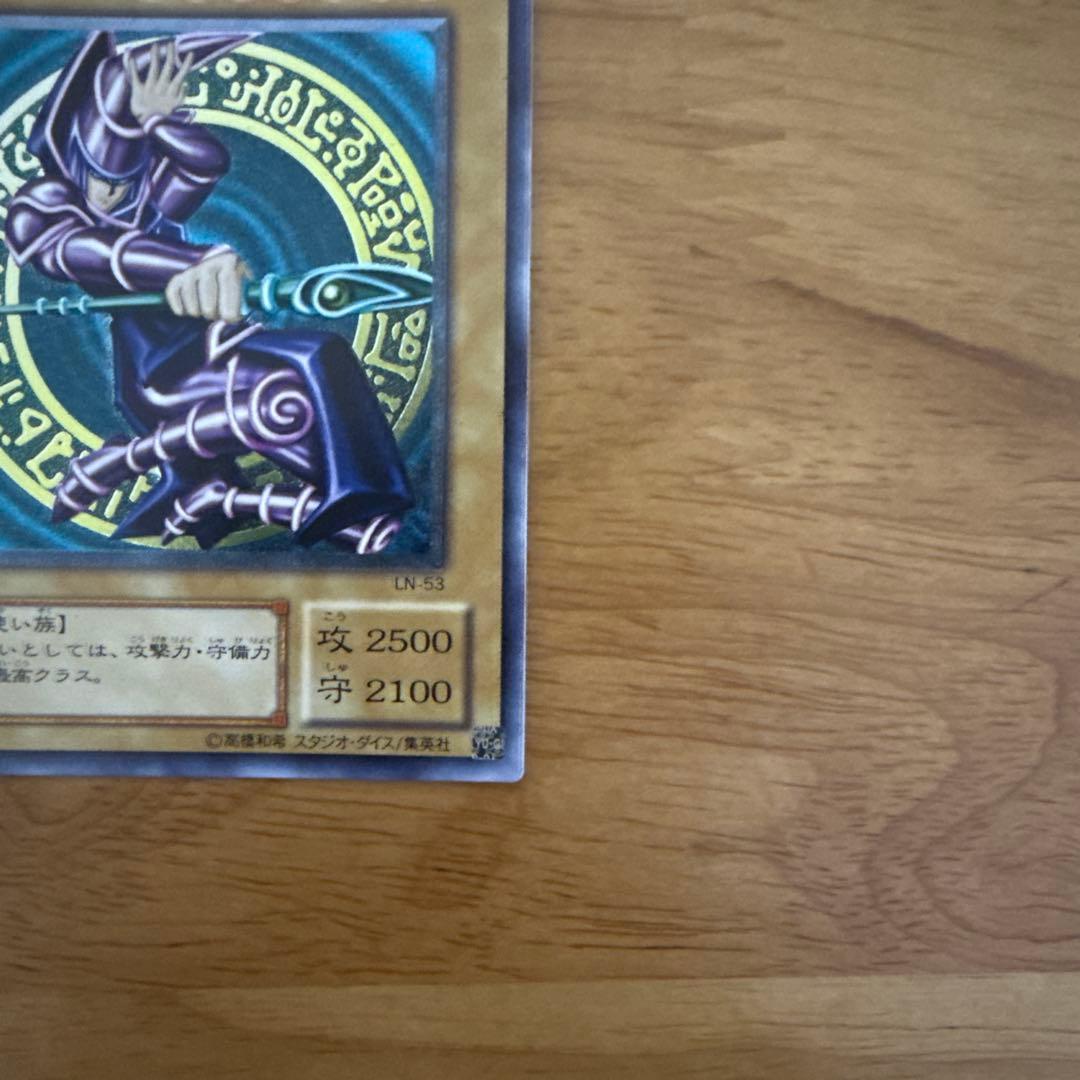 LN-53
使い族】
いとしては、攻撃力・守備力
最高クラス。
攻 2500
守 2100
©高橋和希 スタジオ・ダイス/集英社